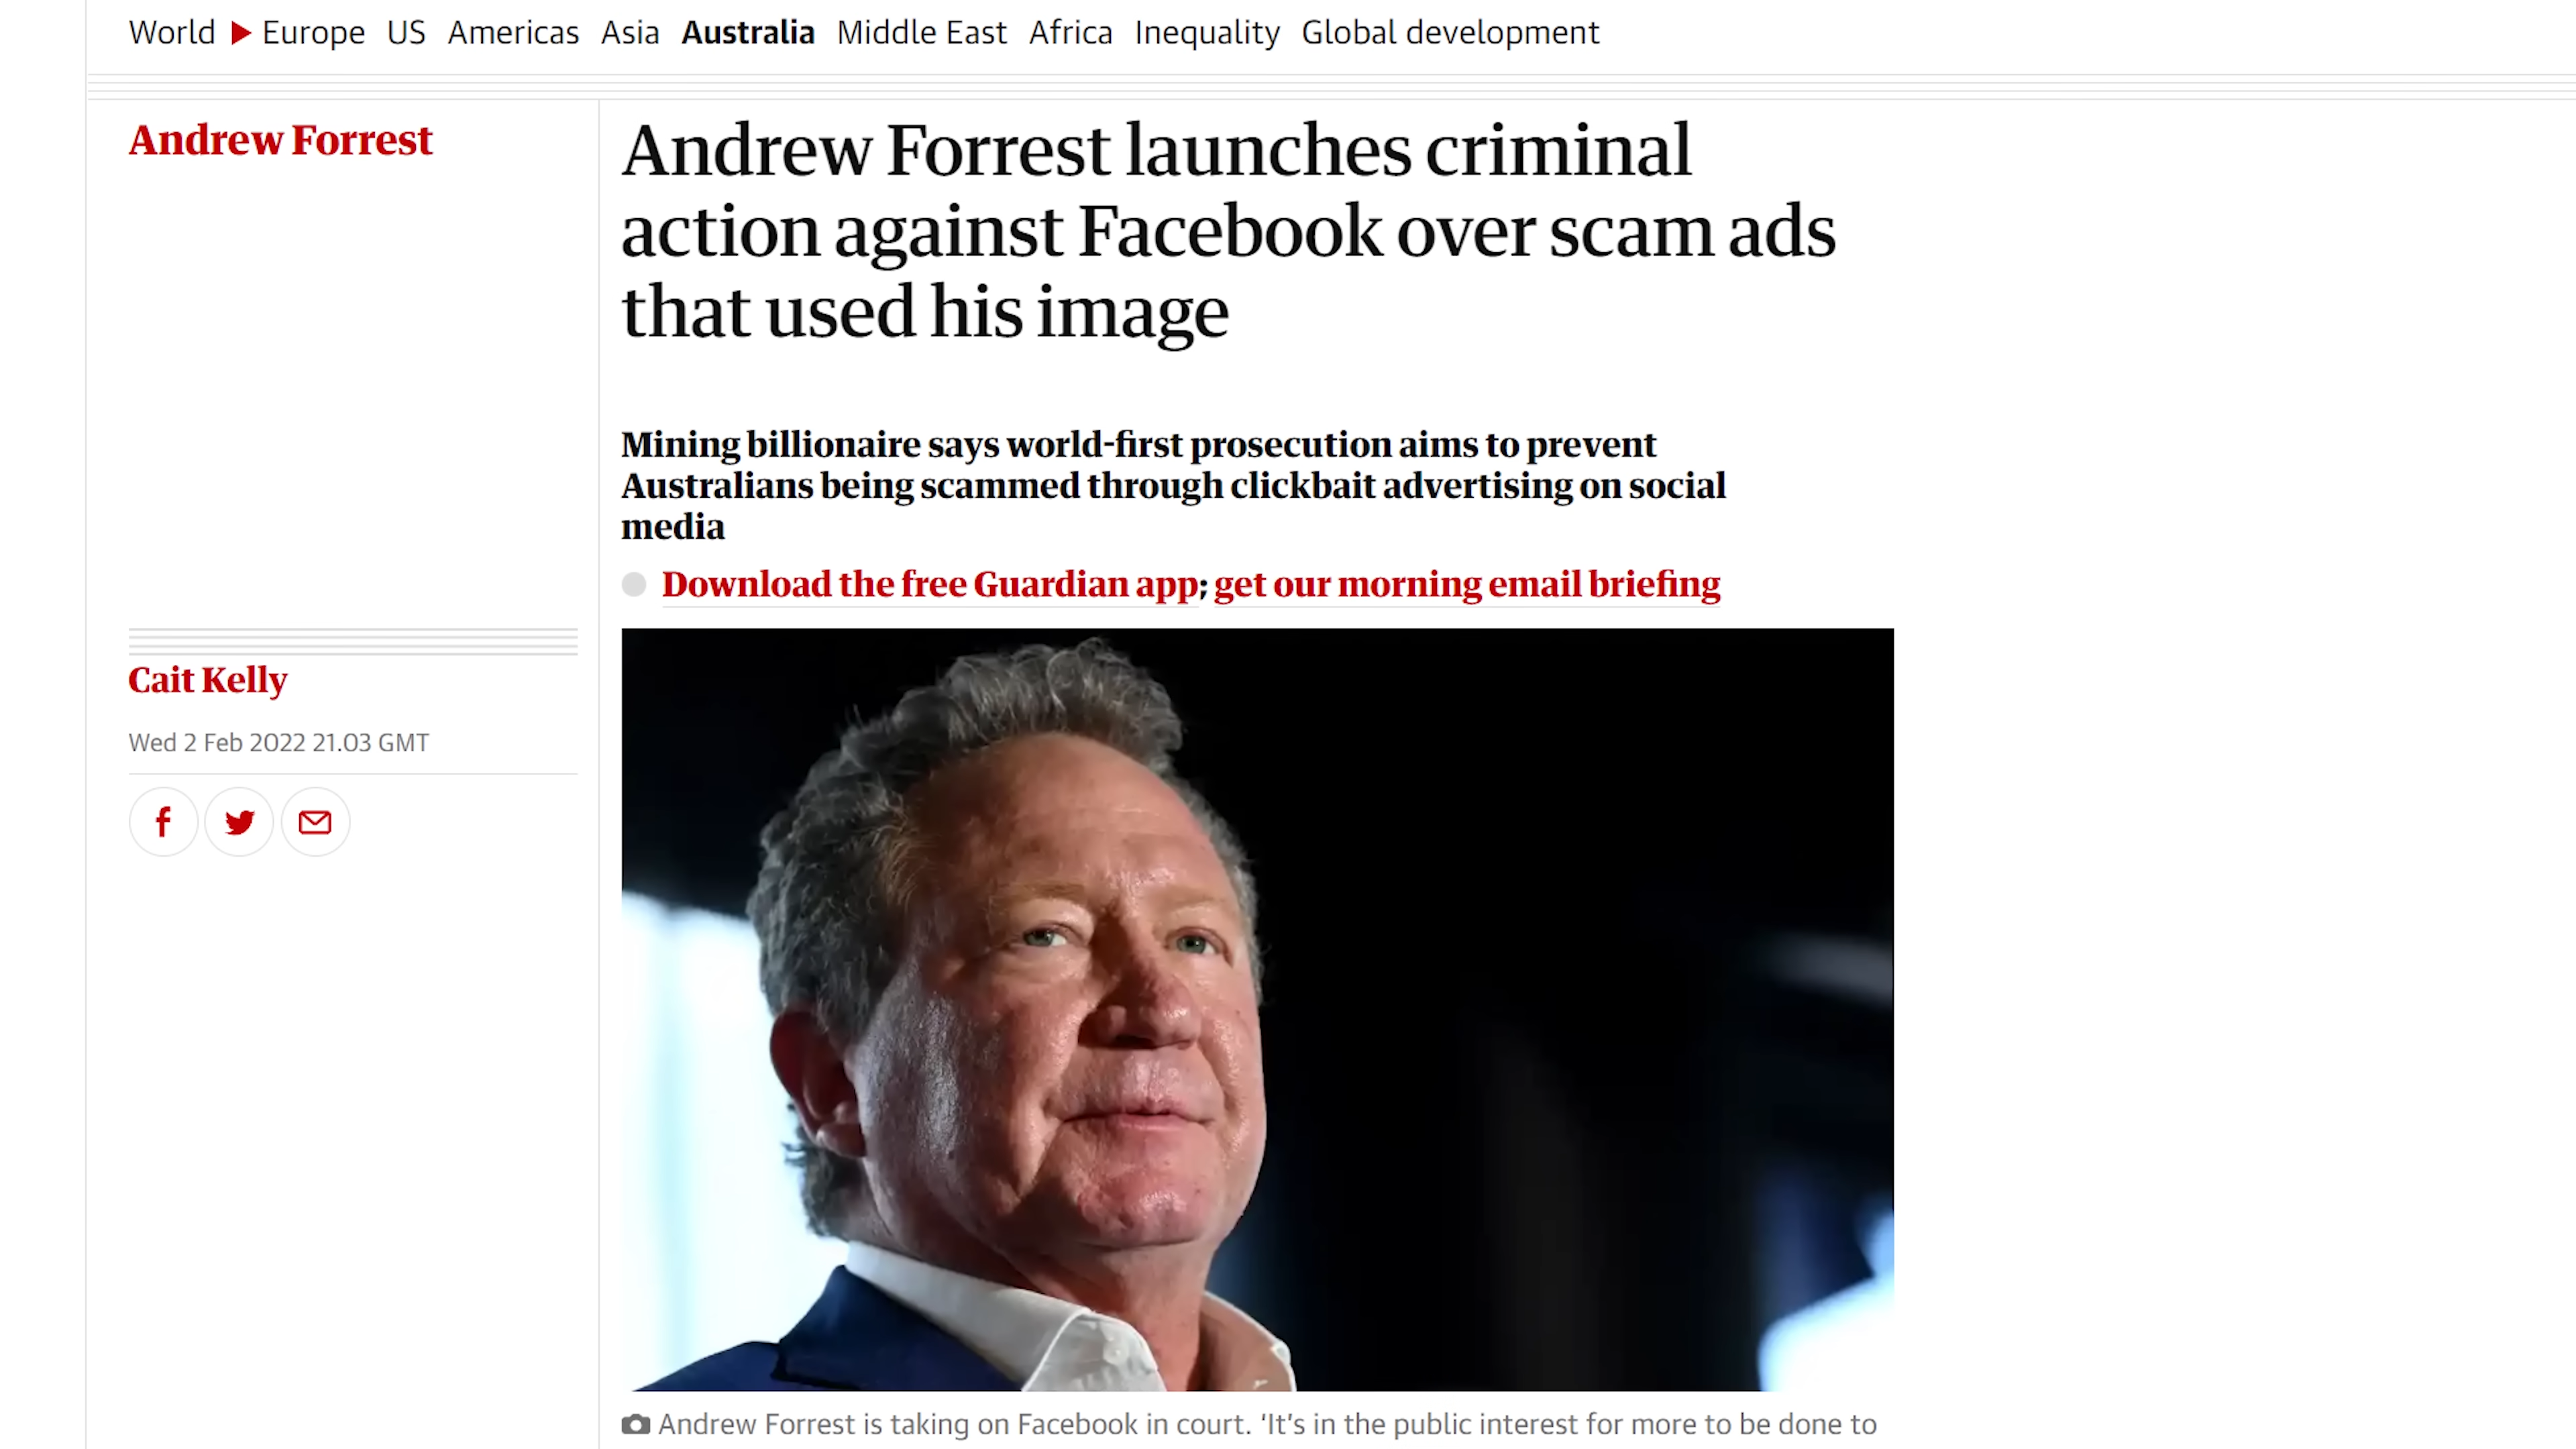 World Europe US Americas Asia Australia Middle East Africa Inequality Global development
Andrew Forrest
Andrew Forrest launches criminal
action against Facebook over scam ads
that used his image
Mining billionaire says world-first prosecution aims to prevent
Australians being scammed through clickbait advertising on social
media
Download the free Guardian app; get our morning email briefing
Cait Kelly
Wed 2 Feb 2022 21.03 GMT
Andrew Forrest is taking on Facebook in court. ‘It’s in the public interest for more to be done to